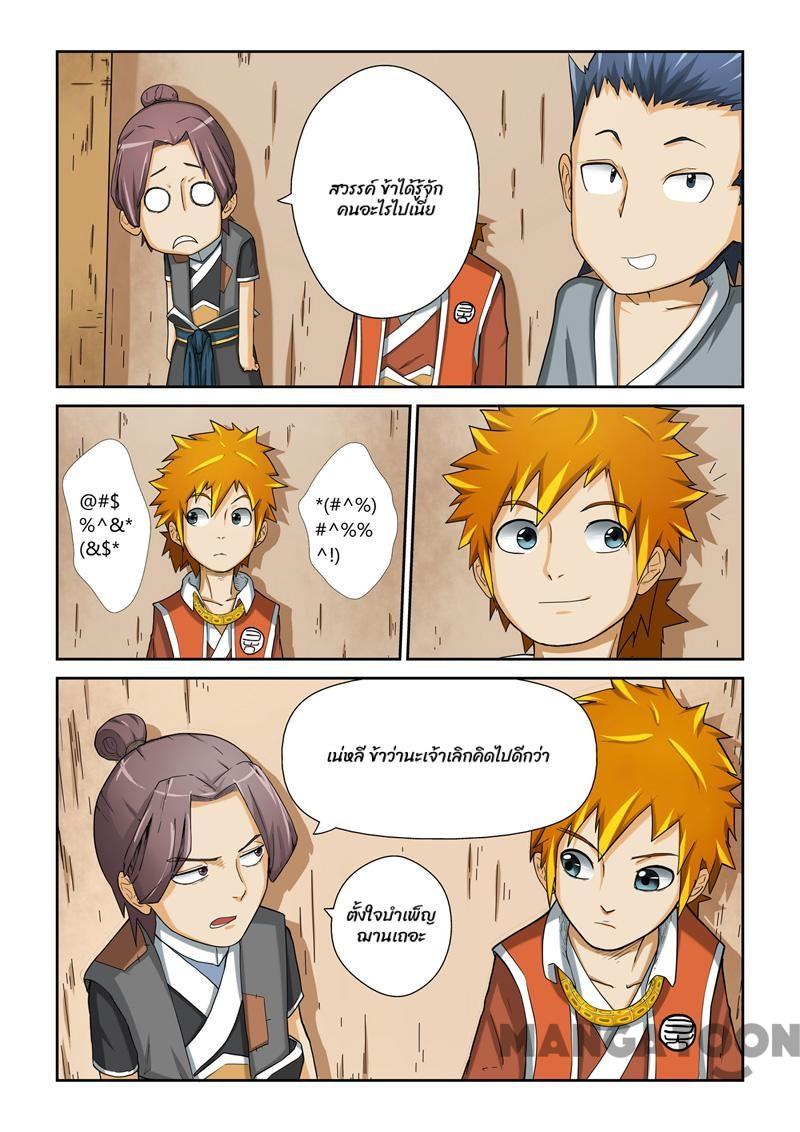 สวรรค์ ข้าได้รู้จัก
คนอะไรไปเนี่ย
@#$
%^&*
(&$*
*(#^%)
#^%%
^!)
เน่หลี ข้าว่านะเจ้าเลิกคิดไปดีกว่า
ตั้งใจบำเพ็ญ
ฌานเถอะ
MANGATOON